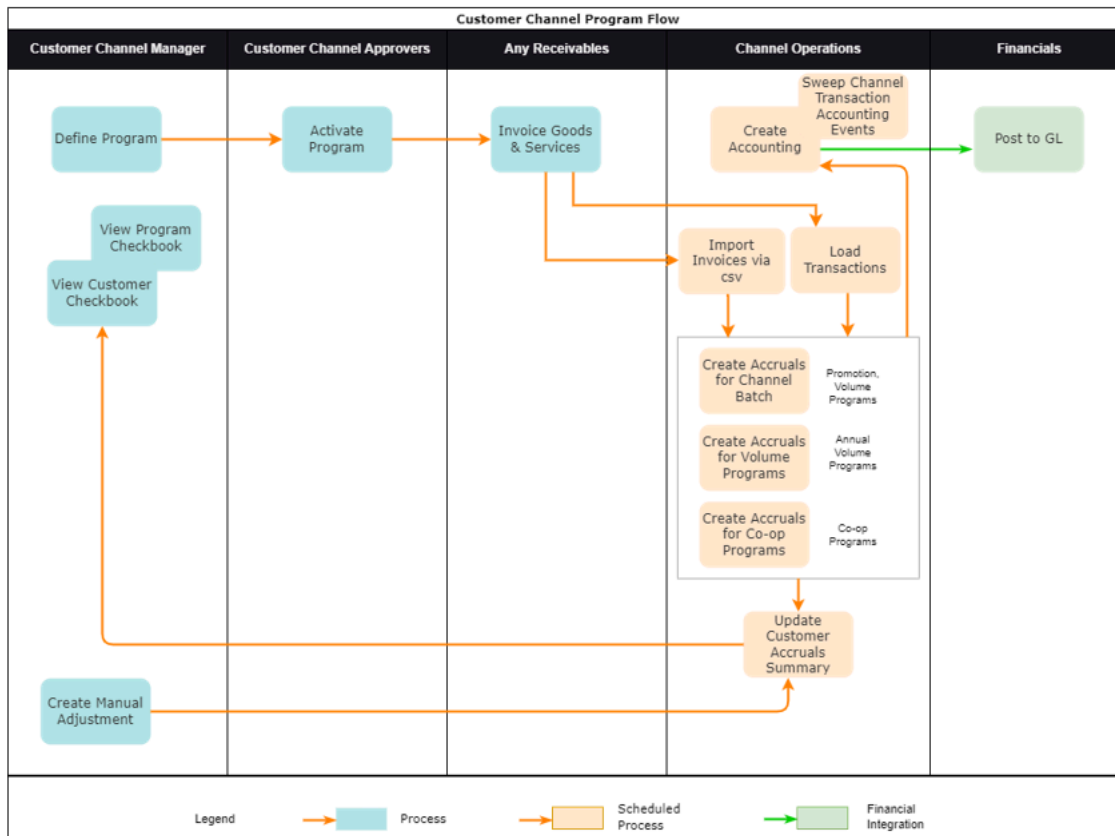 Customer Channel Program Flow
Customer Channel Manager
Customer Channel Approvers
Any Receivables
Channel Operations
Financials
Define Program
Activate
Program
Invoice Goods
& Services
Sweep Channel
Transaction
Accounting
Events
Create
Accounting
Post to GL
View Program
Checkbook
View Customer
Checkbook
Import
Invoices via
csv
Load
Transactions
Create Accruals
for Channel
Batch
Promotion,
Volume
Programs
Create Accruals
for Volume
Programs
Annual
Volume
Programs
Create Accruals
for Co-op
Programs
Co-op
Programs
Update
Customer
Accruals
Summary
Create Manual
Adjustment
Legend
Process
Scheduled
Process
Financial
Integration